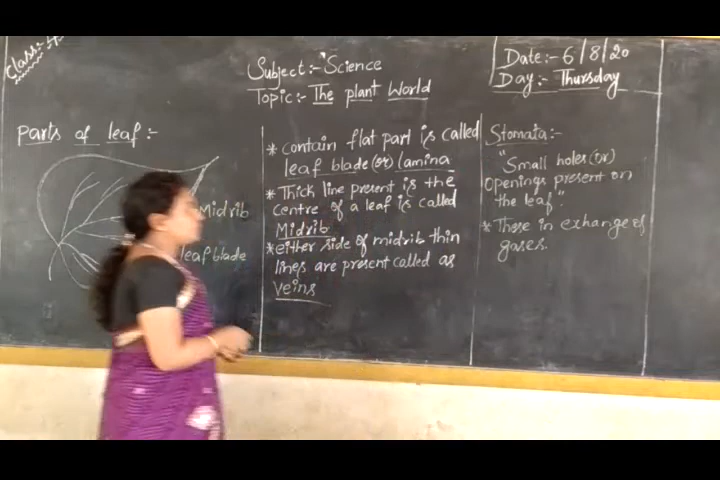 Class:- 4
Subject:- Science
Topic:- The plant World
Date:- 6/8/20
Day:- Thursday
Parts of leaf:-
Midrib
leaf blade
* contain flat part is called
leaf blade (or) lamina
* Thick line present is the
centre of a leaf is called
Midrib.
* either side of midrib thin
lines are present called as
veins
Stomata:-
"Small holes (or)
Openings present on
the leaf".
* These in exhange of
gases.